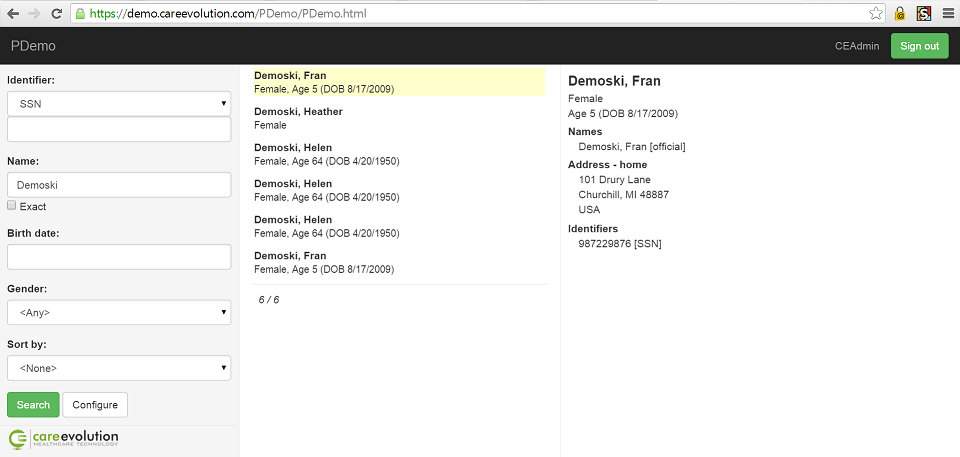 https://demo.careevolution.com/PDemo/PDemo.html
PDemo
CEAdmin
Sign out
Identifier:
SSN
Name:
Demoski
Exact
Birth date:
Gender:
<Any>
Sort by:
<None>
Search
Configure
careevolution
HEALTHCARE TECHNOLOGY
Demoski, Fran
Female, Age 5 (DOB 8/17/2009)
Demoski, Heather
Female
Demoski, Helen
Female, Age 64 (DOB 4/20/1950)
Demoski, Helen
Female, Age 64 (DOB 4/20/1950)
Demoski, Helen
Female, Age 64 (DOB 4/20/1950)
Demoski, Fran
Female, Age 5 (DOB 8/17/2009)
6 / 6
Demoski, Fran
Female
Age 5 (DOB 8/17/2009)
Names
Demoski, Fran [official]
Address - home
101 Drury Lane
Churchill, MI 48887
USA
Identifiers
987229876 [SSN]